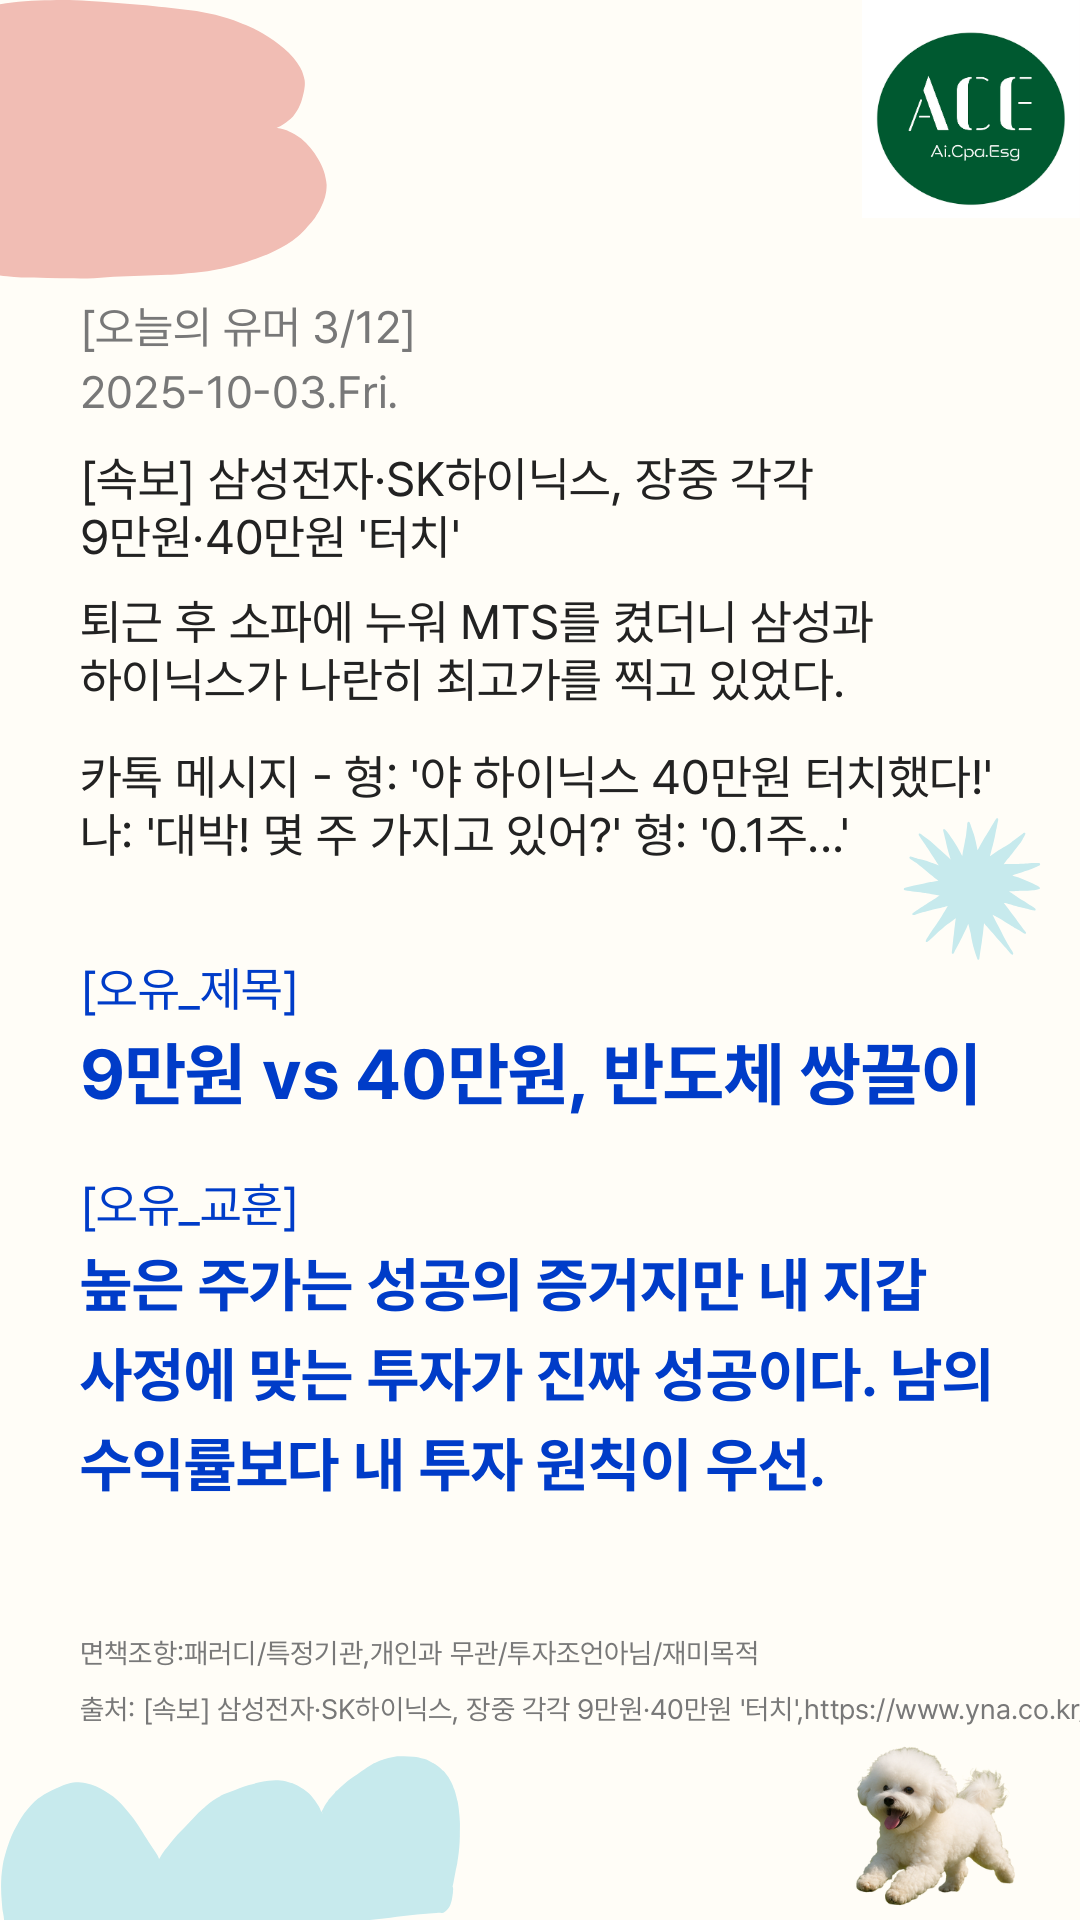 ACE
Ai.Cpa.Esg
[오늘의 유머 3/12]
2025-10-03.Fri.
[속보] 삼성전자·SK하이닉스, 장중 각각
9만원·40만원 '터치'
퇴근 후 소파에 누워 MTS를 켰더니 삼성과
하이닉스가 나란히 최고가를 찍고 있었다.
카톡 메시지 - 형: '야 하이닉스 40만원 터치했다!'
나: '대박! 몇 주 가지고 있어?' 형: '0.1주...'
[오유_제목]
9만원 vs 40만원, 반도체 쌍끌이
[오유_교훈]
높은 주가는 성공의 증거지만 내 지갑
사정에 맞는 투자가 진짜 성공이다. 남의
수익률보다 내 투자 원칙이 우선.
면책조항:패러디/특정기관,개인과 무관/투자조언아님/재미목적
출처: [속보] 삼성전자·SK하이닉스, 장중 각각 9만원·40만원 '터치',https://www.yna.co.kr